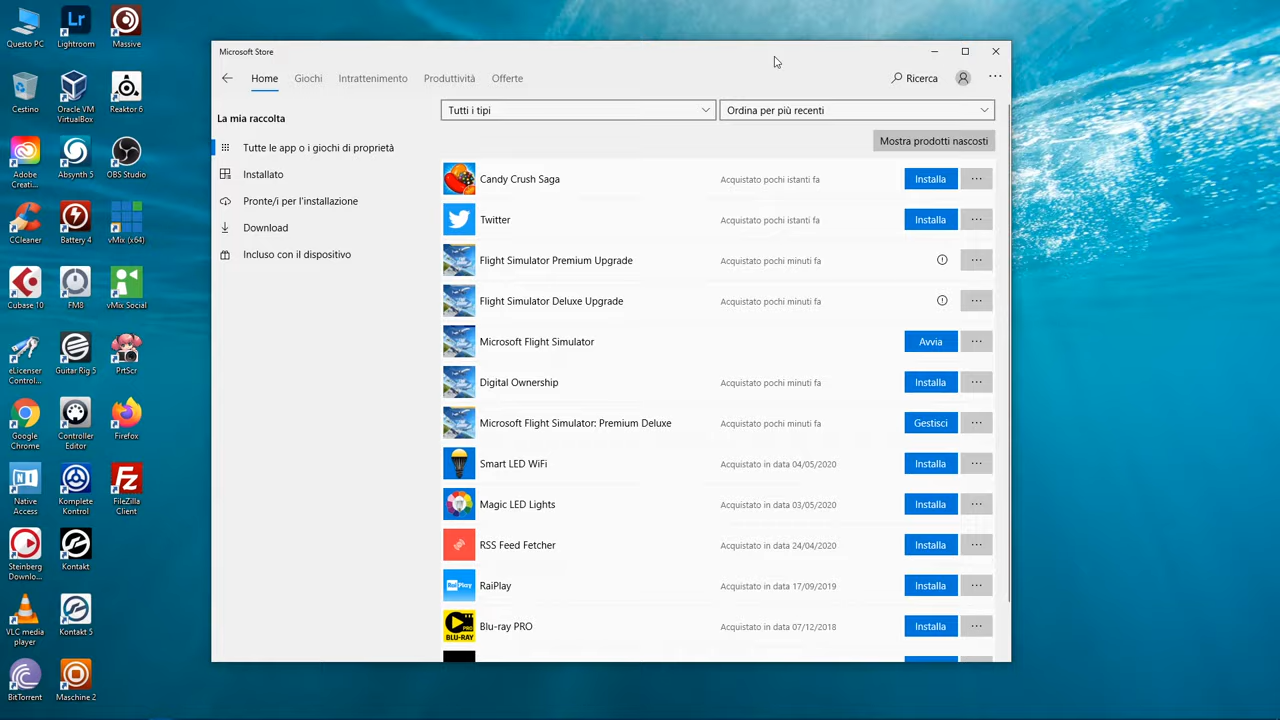 Questo PC
Lightroom
Massive
Cestino
Oracle VM
VirtualBox
Reaktor 6
Adobe
Creati...
Absynth 5
OBS Studio
CCleaner
Battery 4
vMix (x64)
Cubase 10
FM8
vMix Social
eLicenser
Control...
Guitar Rig 5
PrtScr
Google
Chrome
Controller
Editor
Firefox
Native
Access
Komplete
Kontrol
FileZilla
Client
Steinberg
Downlo...
Kontakt
VLC media
player
Kontakt 5
BitTorrent
Maschine 2
Microsoft Store
Home
Giochi
Intrattenimento
Produttività
Offerte
Ricerca
La mia raccolta
Tutte le app o i giochi di proprietà
Installato
Pronte/i per l'installazione
Download
Incluso con il dispositivo
Tutti i tipi
Ordina per più recenti
Mostra prodotti nascosti
Candy Crush Saga Acquistato pochi istanti fa Installa
Twitter Acquistato pochi istanti fa Installa
Flight Simulator Premium Upgrade Acquistato pochi minuti fa
Flight Simulator Deluxe Upgrade Acquistato pochi minuti fa
Microsoft Flight Simulator Avvia
Digital Ownership Acquistato pochi minuti fa Installa
Microsoft Flight Simulator: Premium Deluxe Acquistato pochi minuti fa Gestisci
Smart LED WiFi Acquistato in data 04/05/2020 Installa
Magic LED Lights Acquistato in data 03/05/2020 Installa
RSS Feed Fetcher Acquistato in data 24/04/2020 Installa
RaiPlay RaiPlay Acquistato in data 17/09/2019 Installa
PRO BLU-RAY Blu-ray PRO Acquistato in data 07/12/2018 Installa